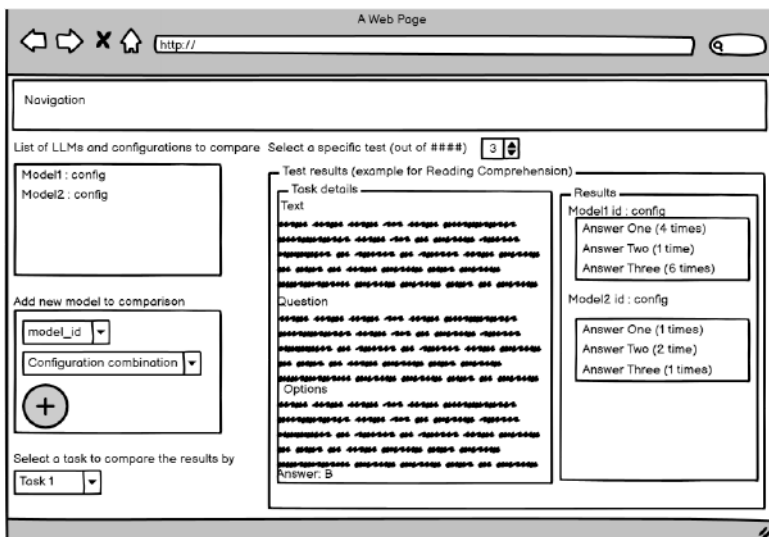 A Web Page
http://
Navigation
List of LLMs and configurations to compare
Model1 : config
Model2 : config
Add new model to comparison
model_id
Configuration combination
+
Select a task to compare the results by
Task 1
Select a specific test (out of ####)
3
Test results (example for Reading Comprehension)
Task details
Text
Question
Options
Answer: B
Results
Model1 id : config
Answer One (4 times)
Answer Two (1 time)
Answer Three (6 times)
Model2 id : config
Answer One (1 times)
Answer Two (2 time)
Answer Three (1 times)